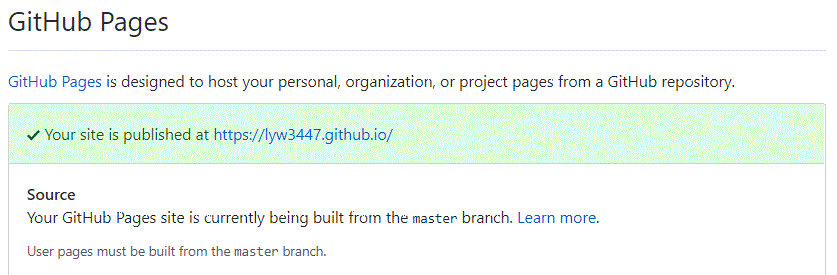 GitHub Pages
GitHub Pages is designed to host your personal, organization, or project pages from a GitHub repository.
✔ Your site is published at https://lyw3447.github.io/
Source
Your GitHub Pages site is currently being built from the master branch. Learn more.
User pages must be built from the master branch.